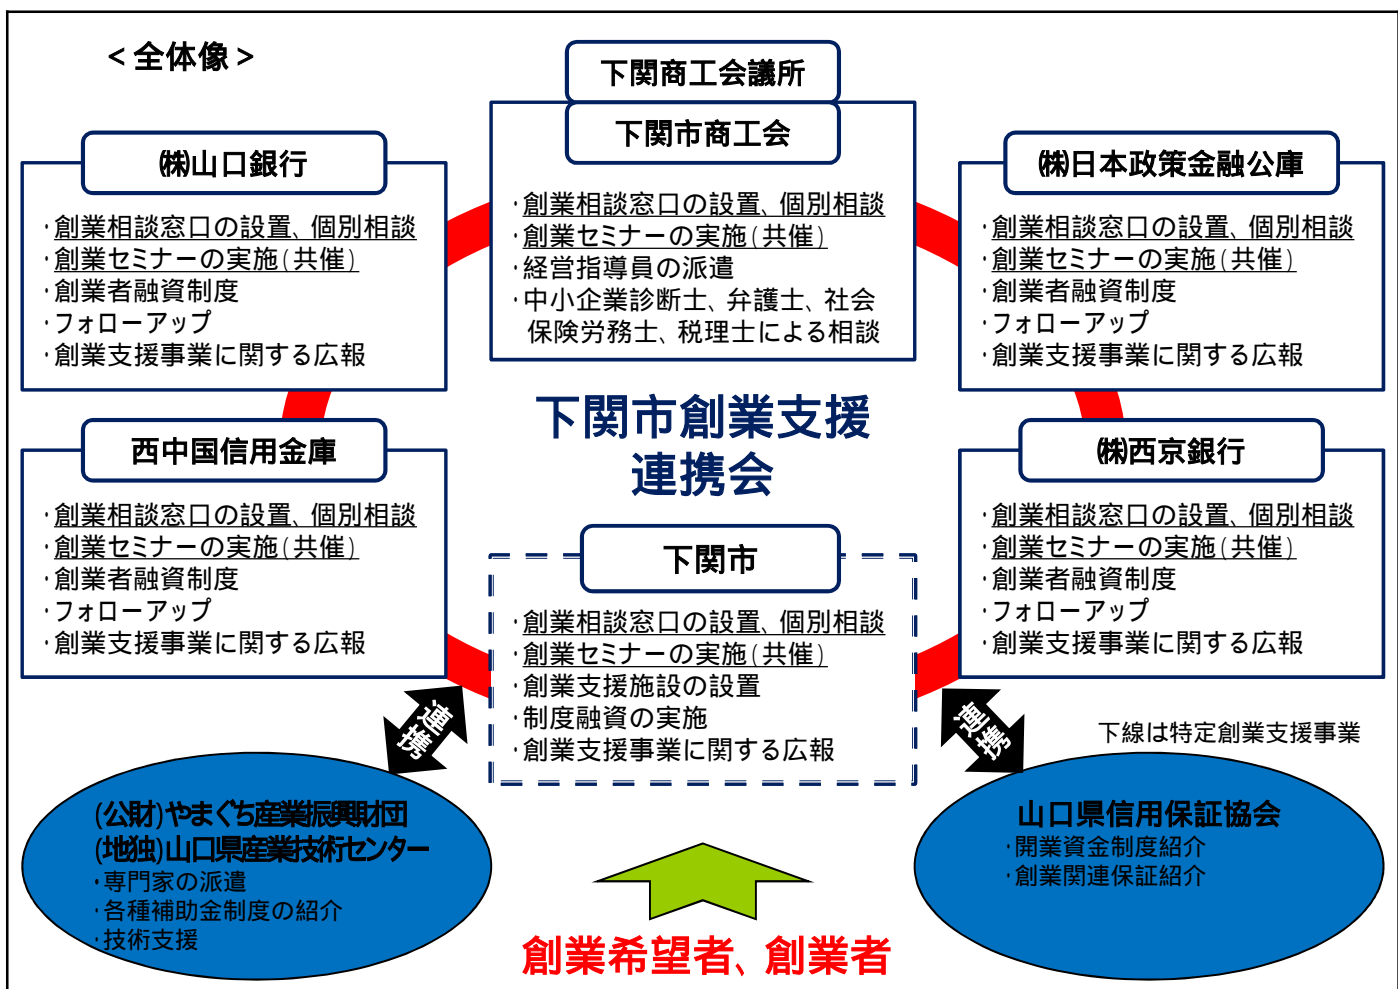 <全体像>
下関商工会議所
下関市商工会
・創業相談窓口の設置、個別相談
・創業セミナーの実施(共催)
・経営指導員の派遣
・中小企業診断士、弁護士、社会
保険労務士、税理士による相談
㈱山口銀行
・創業相談窓口の設置、個別相談
・創業セミナーの実施(共催)
・創業者融資制度
・フォローアップ
・創業支援事業に関する広報
㈱日本政策金融公庫
・創業相談窓口の設置、個別相談
・創業セミナーの実施(共催)
・創業者融資制度
・フォローアップ
・創業支援事業に関する広報
下関市創業支援
連携会
西中国信用金庫
・創業相談窓口の設置、個別相談
・創業セミナーの実施(共催)
・創業者融資制度
・フォローアップ
・創業支援事業に関する広報
㈱西京銀行
・創業相談窓口の設置、個別相談
・創業セミナーの実施(共催)
・創業者融資制度
・フォローアップ
・創業支援事業に関する広報
下関市
・創業相談窓口の設置、個別相談
・創業セミナーの実施(共催)
・創業支援施設の設置
・制度融資の実施
・創業支援事業に関する広報
連携
連携
下線は特定創業支援事業
(公財)やまぐち産業振興財団
(地独)山口県産業技術センター
・専門家の派遣
・各種補助金制度の紹介
・技術支援
山口県信用保証協会
・開業資金制度紹介
・創業関連保証紹介
創業希望者、創業者